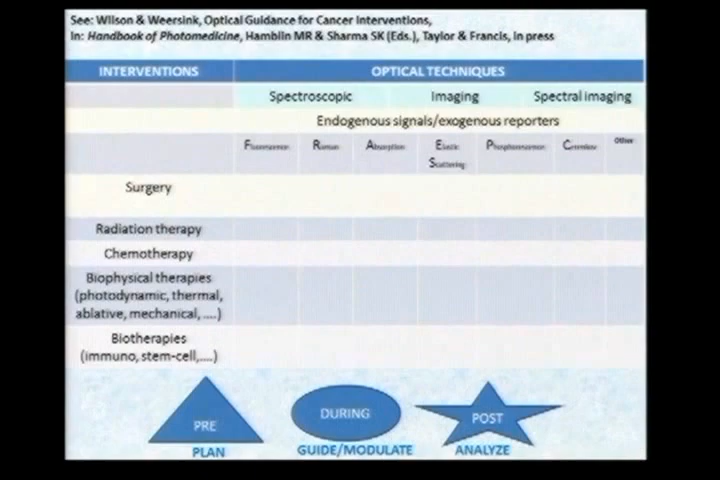 See: Wilson & Weersink, Optical Guidance for Cancer Interventions,
In: Handbook of Photomedicine, Hamblin MR & Sharma SK (Eds.), Taylor & Francis, in press
INTERVENTIONS OPTICAL TECHNIQUES
Spectroscopic Imaging Spectral imaging
Endogenous signals/exogenous reporters
Fluorescence Raman Absorption Elastic Phosphorescence Cerenkov Other
Scattering
Surgery
Radiation therapy
Chemotherapy
Biophysical therapies
(photodynamic, thermal,
ablative, mechanical, ....)
Biotherapies
(immuno, stem-cell,....)
PRE DURING POST
PLAN GUIDE/MODULATE ANALYZE